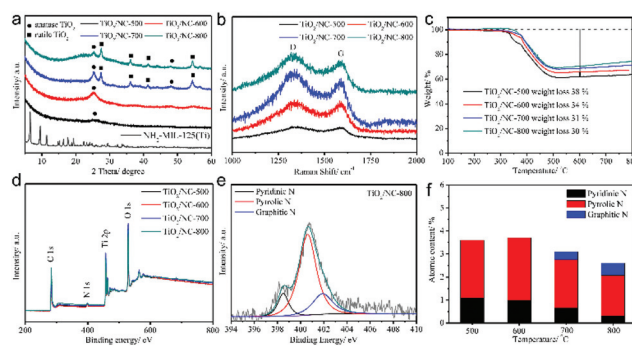 a
● anatase TiO2
■ rutile TiO2
TiO2/NC-500 TiO2/NC-600
TiO2/NC-700 TiO2/NC-800
NH2-MIL-125(Ti)
Intensity/ a.u.
10 20 30 40 50 60
2 Theta/ degree
b
TiO2/NC-500 TiO2/NC-600
TiO2/NC-700 TiO2/NC-800
D G
Intensity/ a.u.
1000 1250 1500 1750 2000
Raman Shift/ cm-1
c
TiO2/NC-500 weight loss 38 %
TiO2/NC-600 weight loss 34 %
TiO2/NC-700 weight loss 31 %
TiO2/NC-800 weight loss 30 %
Weight/ %
100
80
60
40
20
0
100 200 300 400 500 600 700 800
Temperature/ °C
d
TiO2/NC-500
TiO2/NC-600
TiO2/NC-700
TiO2/NC-800
C 1s
N 1s
Ti 2p
O 1s
Intensity/ a.u.
200 400 600 800
Binding energy/ eV
e
Pyridinic N
Pyrrolic N
Graphitic N
TiO2/NC-800
Intensity/ a.u.
394 396 398 400 402 404 406 408 410
Binding Energy/ eV
f
Pyridinic N
Pyrrolic N
Graphitic N
Atomic content/ %
6
5
4
3
2
1
0
500 600 700 800
Temperature/ °C